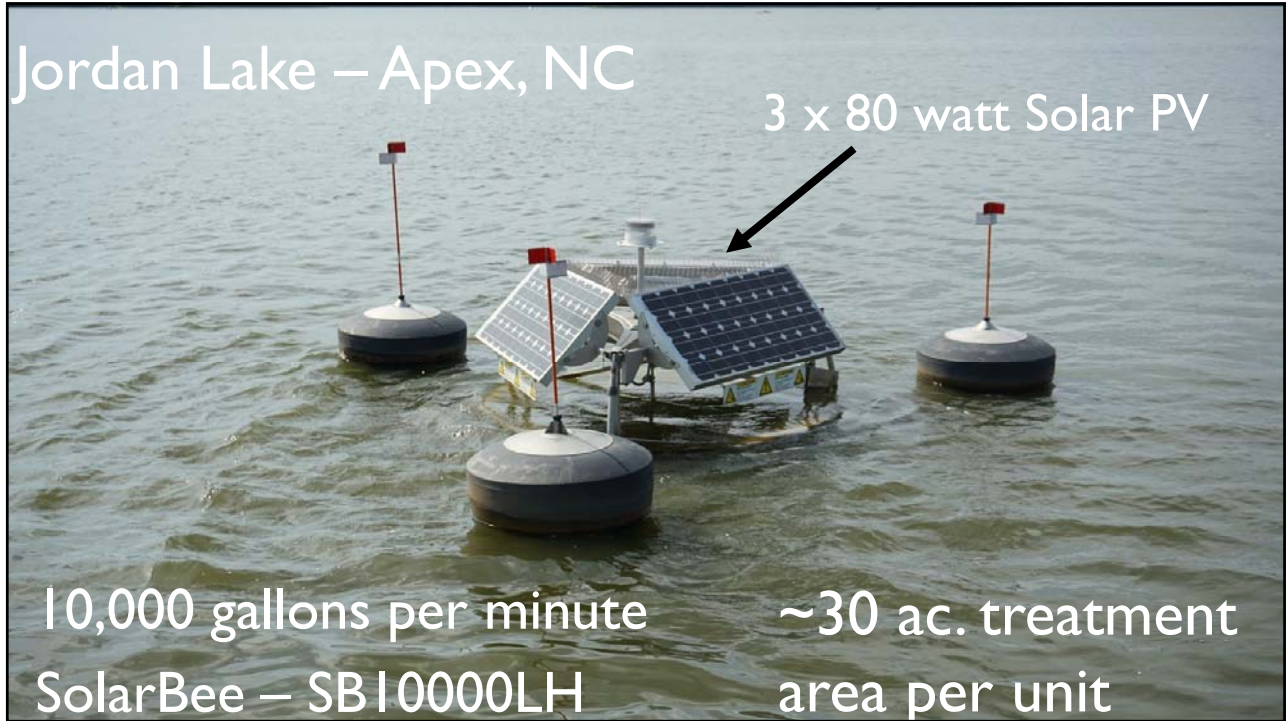 Jordan Lake – Apex, NC
3 x 80 watt Solar PV
10,000 gallons per minute
SolarBee – SB10000LH
~30 ac. treatment
area per unit